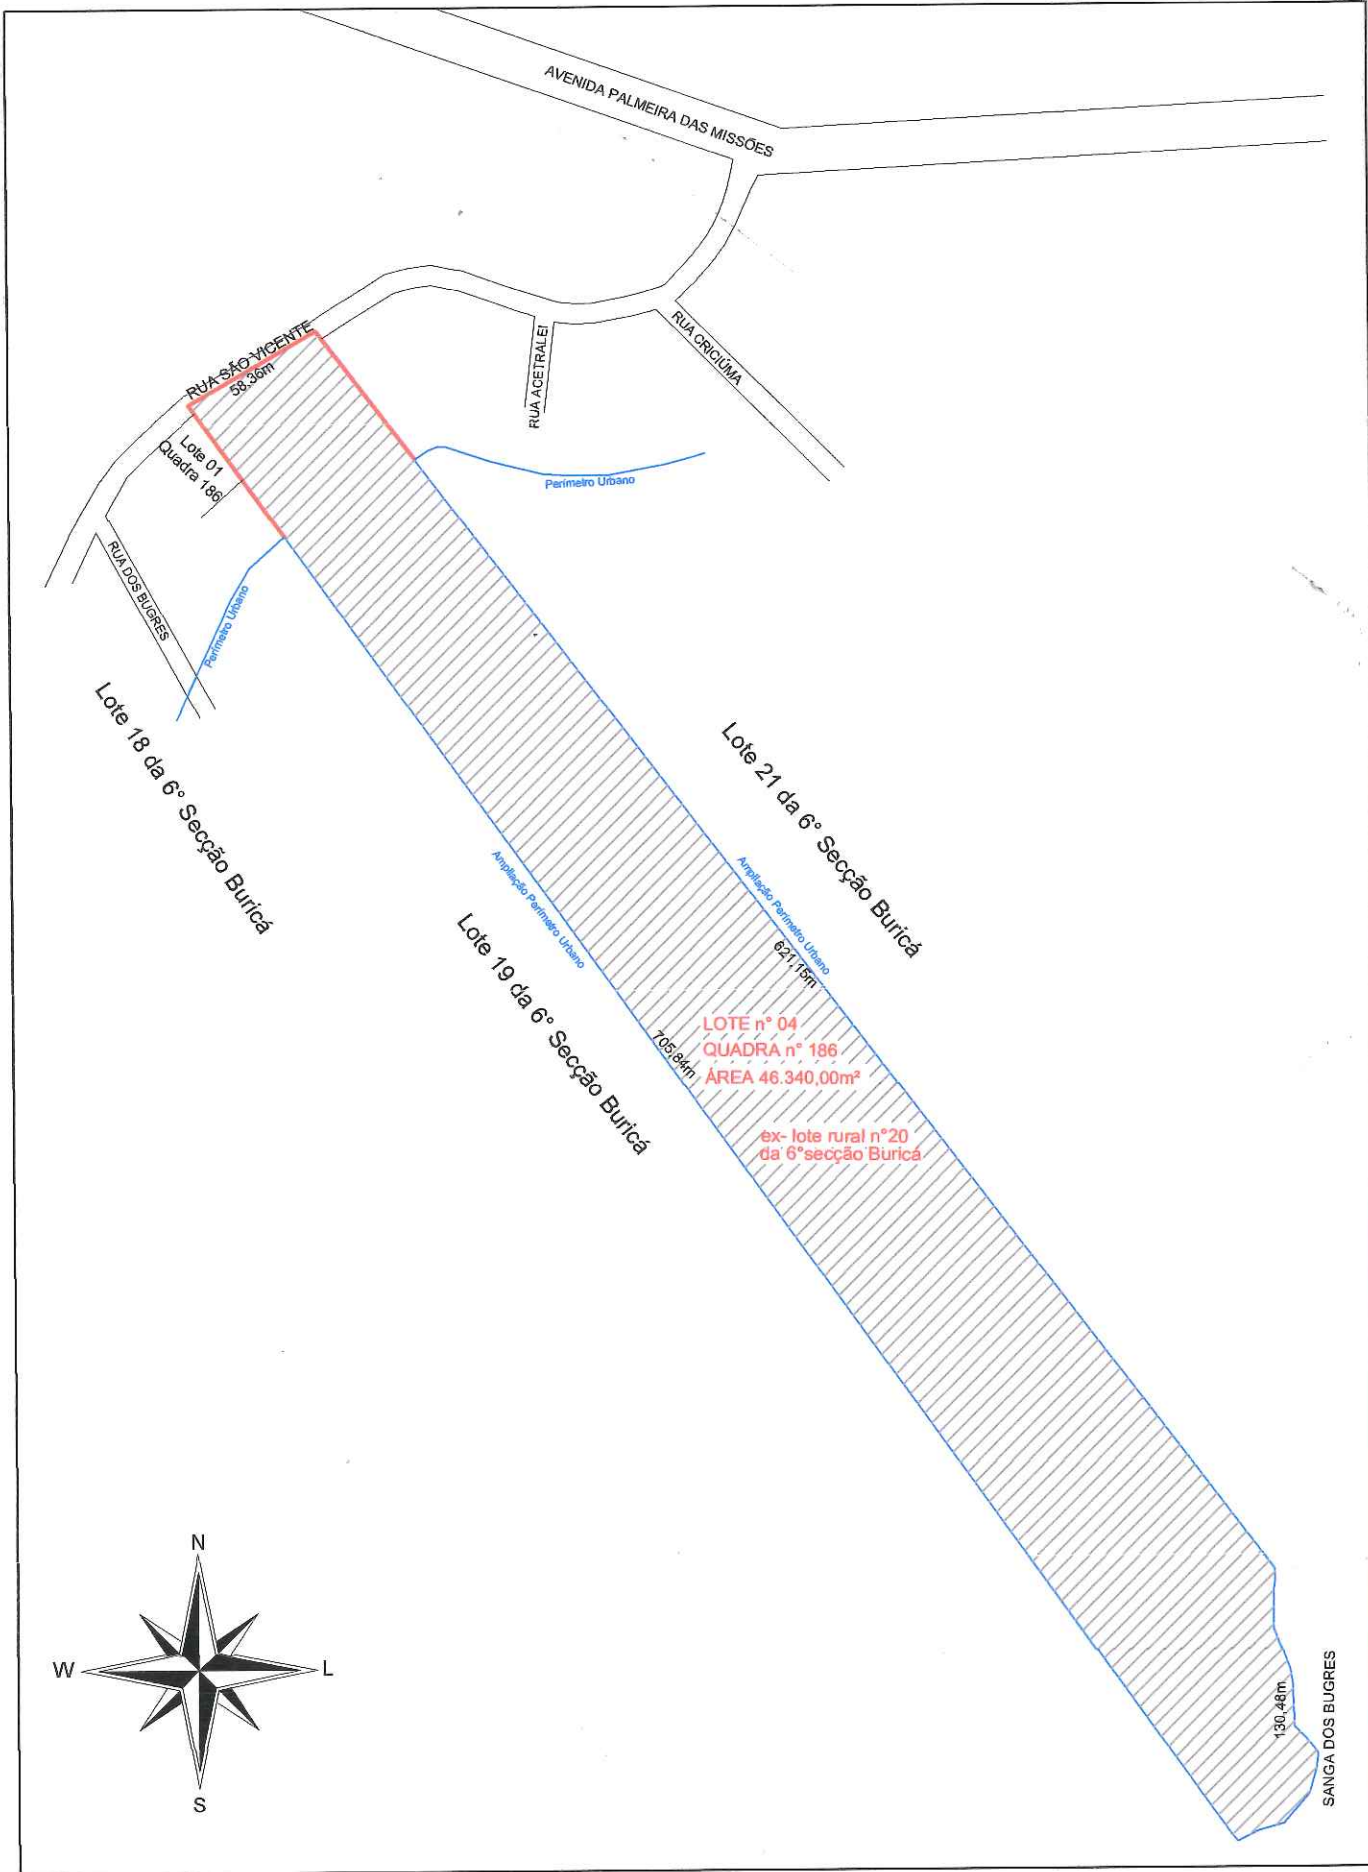 AVENIDA PALMEIRA DAS MISSÕES
RUA SÃO VICENTE
58.36m
RUA ACETRALEI
RUA CRICIÚMA
Lote 01
Quadra 186
Perímetro Urbano
RUA DOS BUGRES
Perímetro Urbano
Lote 18 da 6° Secção Buricá
Lote 21 da 6° Secção Buricá
Ampliação Perímetro Urbano
Ampliação Perímetro Urbano
Lote 19 da 6° Secção Buricá
621,15m
705,84m
LOTE n° 04
QUADRA n° 186
ÁREA 46.340,00m²
ex- lote rural n°20
da 6°secção Buricá
N
W
L
S
130,48m
SANGA DOS BUGRES